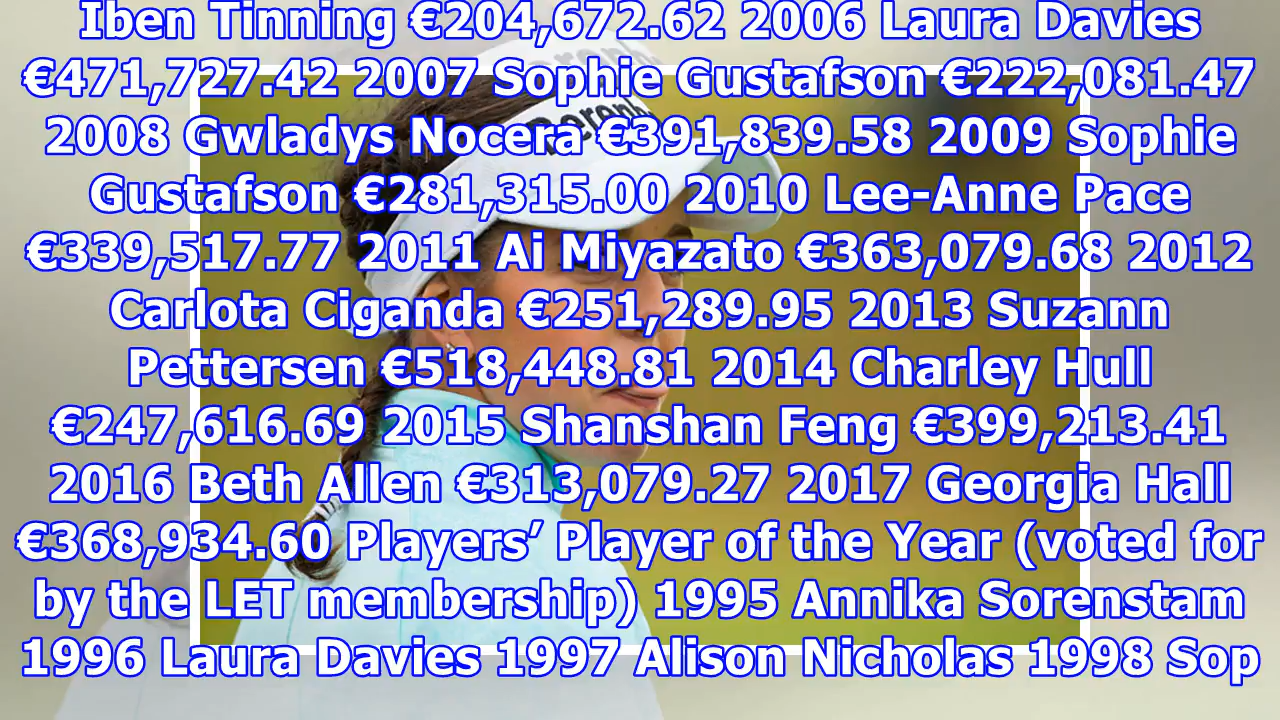 Iben Tinning €204,672.62 2006 Laura Davies
€471,727.42 2007 Sophie Gustafson €222,081.47
2008 Gwladys Nocera €391,839.58 2009 Sophie
Gustafson €281,315.00 2010 Lee-Anne Pace
€339,517.77 2011 Ai Miyazato €363,079.68 2012
Carlota Ciganda €251,289.95 2013 Suzann
Pettersen €518,448.81 2014 Charley Hull
€247,616.69 2015 Shanshan Feng €399,213.41
2016 Beth Allen €313,079.27 2017 Georgia Hall
€368,934.60 Players’ Player of the Year (voted for
by the LET membership) 1995 Annika Sorenstam
1996 Laura Davies 1997 Alison Nicholas 1998 Sop